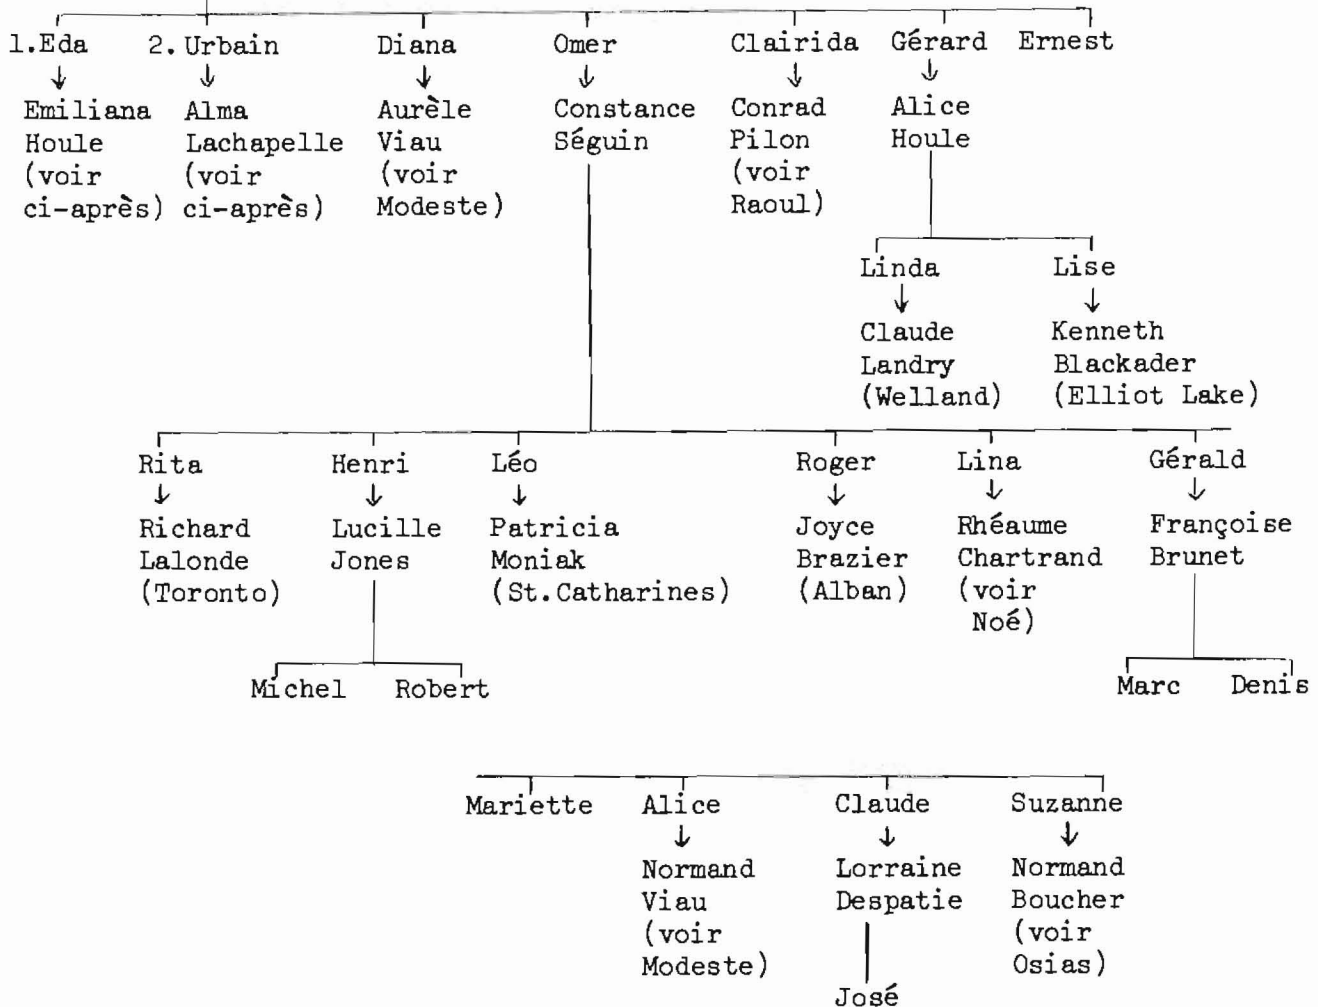 1.Eda 2.Urbain Diana Omer Clairida Gérard Ernest
Emiliana Alma Aurèle Constance Conrad Alice
Houle Lachapelle Viau Séguin Pilon Houle
(voir (voir (voir (voir
ci-après) ci-après) Modeste) Raoul)
Linda Lise
Claude Kenneth
Landry Blackader
(Welland) (Elliot Lake)
Rita Henri Léo Roger Lina Gérald
Richard Lucille Patricia Joyce Rhéaume Françoise
Lalonde Jones Moniak Brazier Chartrand Brunet
(Toronto) (St.Catharines) (Alban) (voir
Noé)
Michel Robert Marc Denis
Mariette Alice Claude Suzanne
Normand Lorraine Normand
Viau Despatie Boucher
(voir (voir
Modeste) Osias)
José